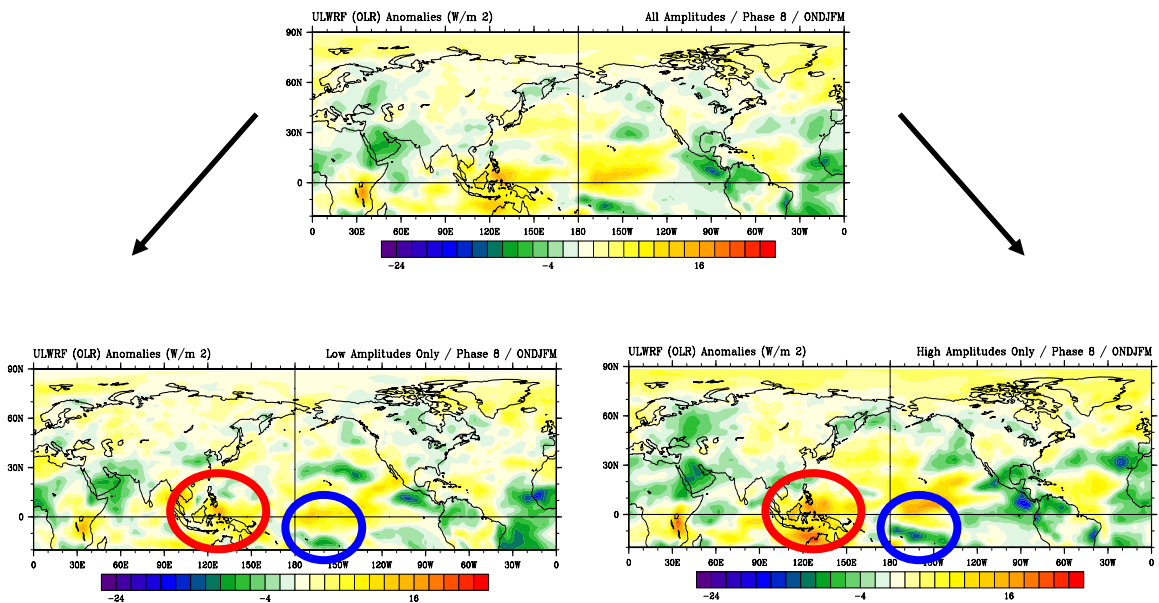 ULWRF (OLR) Anomalies (W/m 2) All Amplitudes / Phase 8 / ONDJFM
90N
60N
30N
0
0 30E 60E 90E 120E 150E 180 150W 120W 90W 60W 30W 0
-24 -4 16
ULWRF (OLR) Anomalies (W/m 2) Low Amplitudes Only / Phase 8 / ONDJFM
90N
60N
30N
0
0 30E 60E 90E 120E 150E 180 150W 120W 90W 60W 30W 0
-24 -4 16
ULWRF (OLR) Anomalies (W/m 2) High Amplitudes Only / Phase 8 / ONDJFM
90N
60N
30N
0
0 30E 60E 90E 120E 150E 180 150W 120W 90W 60W 30W 0
-24 -4 16